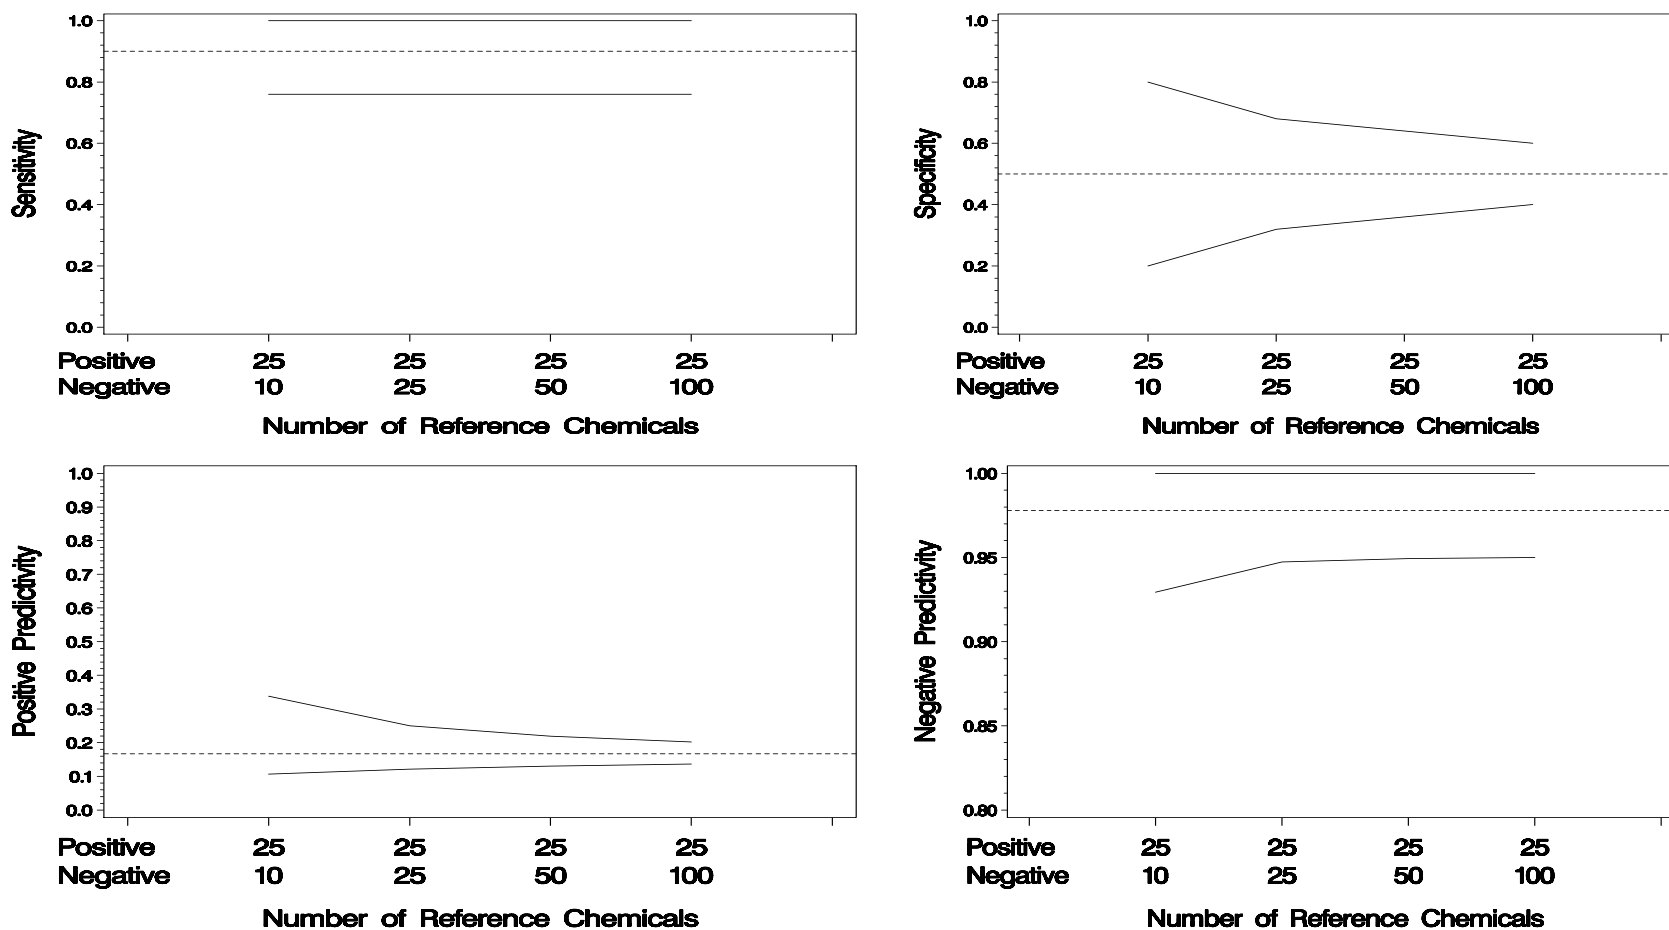 1.0
0.8
0.6
0.4
0.2
0.0
Sensitivity
Positive 25 25 25 25
Negative 10 25 50 100
Number of Reference Chemicals
1.0
0.8
0.6
0.4
0.2
0.0
Specificity
Positive 25 25 25 25
Negative 10 25 50 100
Number of Reference Chemicals
1.0
0.9
0.8
0.7
0.6
0.5
0.4
0.3
0.2
0.1
0.0
Positive Predictivity
Positive 25 25 25 25
Negative 10 25 50 100
Number of Reference Chemicals
1.00
0.95
0.90
0.85
0.80
Negative Predictivity
Positive 25 25 25 25
Negative 10 25 50 100
Number of Reference Chemicals